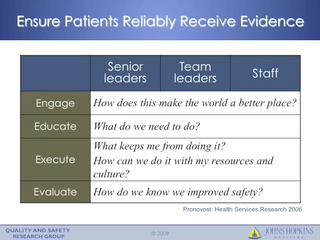 Ensure Patients Reliably Receive Evidence
Senior
leaders
Team
leaders
Staff
Engage
How does this make the world a better place?
Educate
What do we need to do?
Execute
What keeps me from doing it?
How can we do it with my resources and
culture?
Evaluate
How do we know we improved safety?
Pronovost: Health Services Research 2006
QUALITY AND SAFETY
RESEARCH GROUP
© 2009
JOHNS HOPKINS
MEDICINE